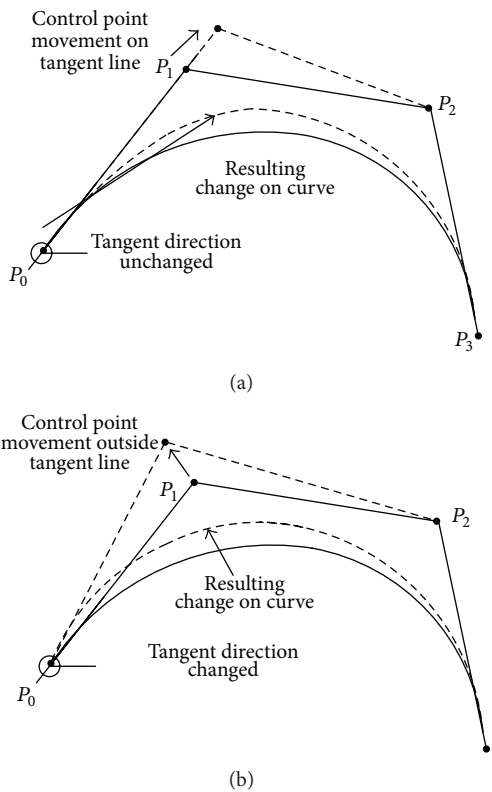 Control point
movement on
tangent line
P1
P2
Resulting
change on curve
Tangent direction
unchanged
P0
P3
(a)
Control point
movement outside
tangent line
P1
P2
Resulting
change on curve
Tangent direction
changed
P0
(b)